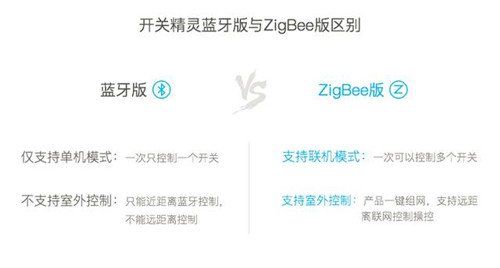 开关精灵蓝牙版与ZigBee版区别
蓝牙版
VS
ZigBee版
仅支持单机模式：一次只控制一个开关
支持联机模式：一次可以控制多个开关
不支持室外控制：只能近距离蓝牙控制，
不能远距离控制
支持室外控制：产品一键组网，支持远距
离联网控制操控